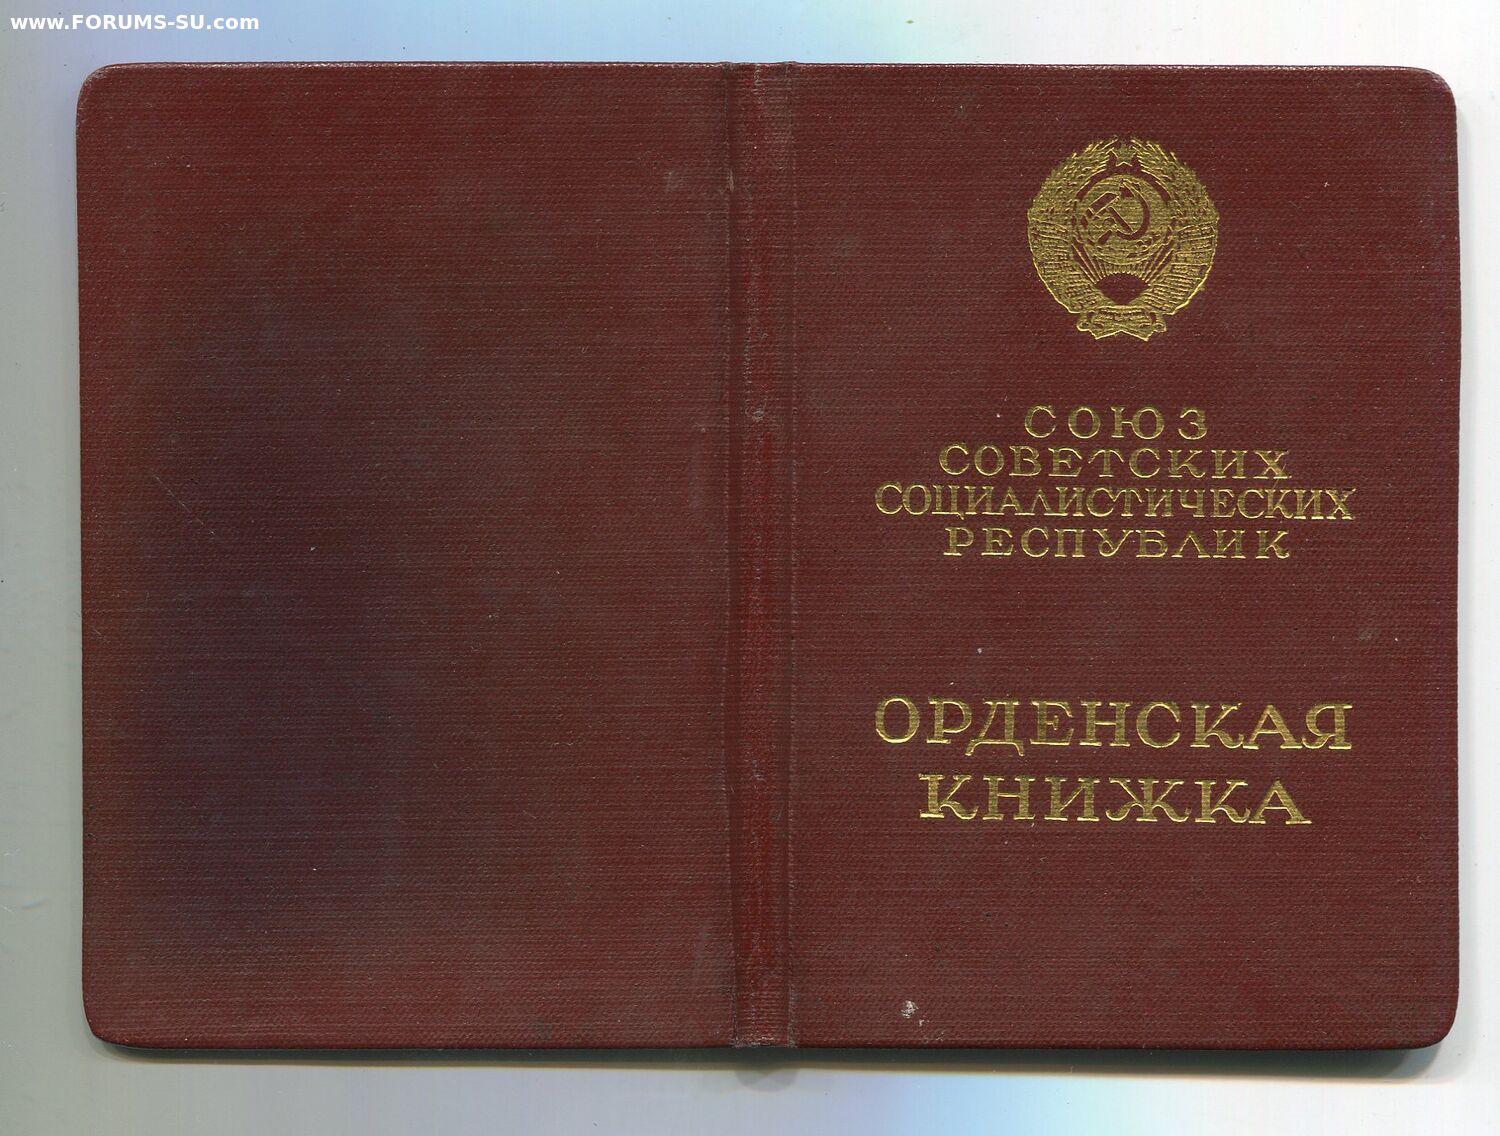 www.FORUMS-SU.com
СОЮЗ
СОВЕТСКИХ
СОЦИАЛИСТИЧЕСКИХ
РЕСПУБЛИК
ОРДЕНСКАЯ
КНИЖКА